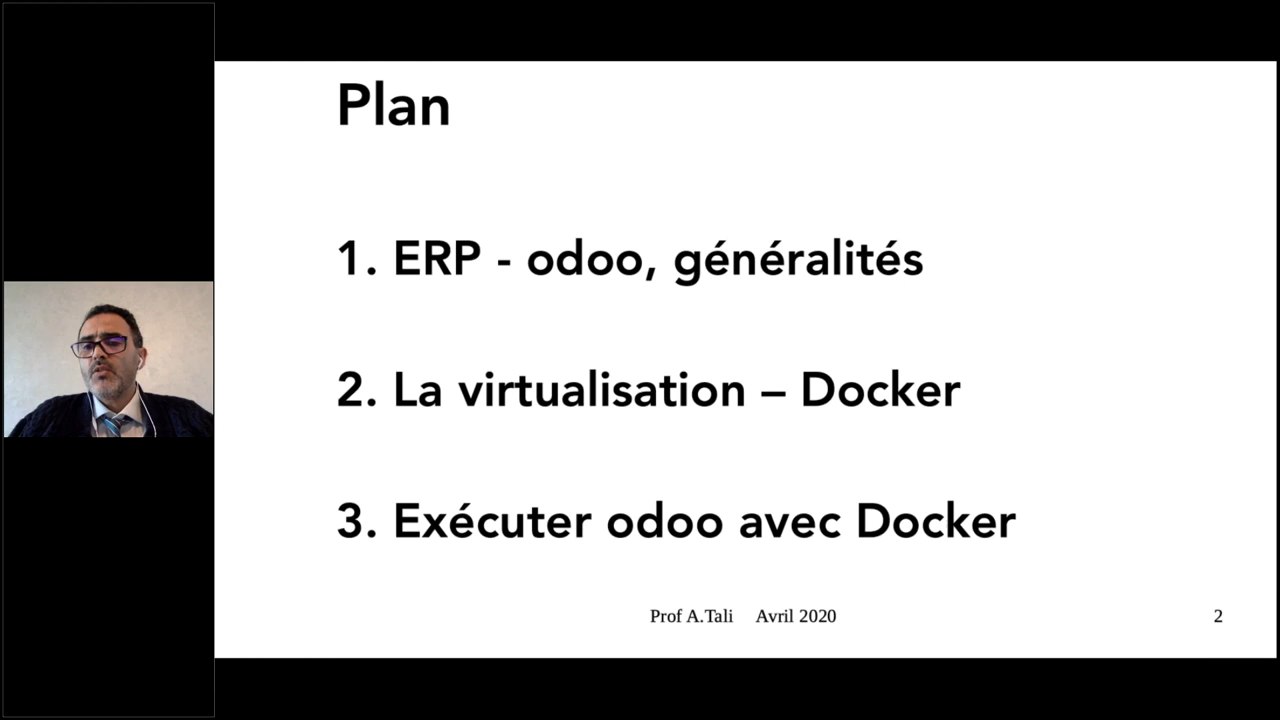 Plan
1. ERP - odoo, généralités
2. La virtualisation – Docker
3. Exécuter odoo avec Docker
Prof A.Tali Avril 2020
2